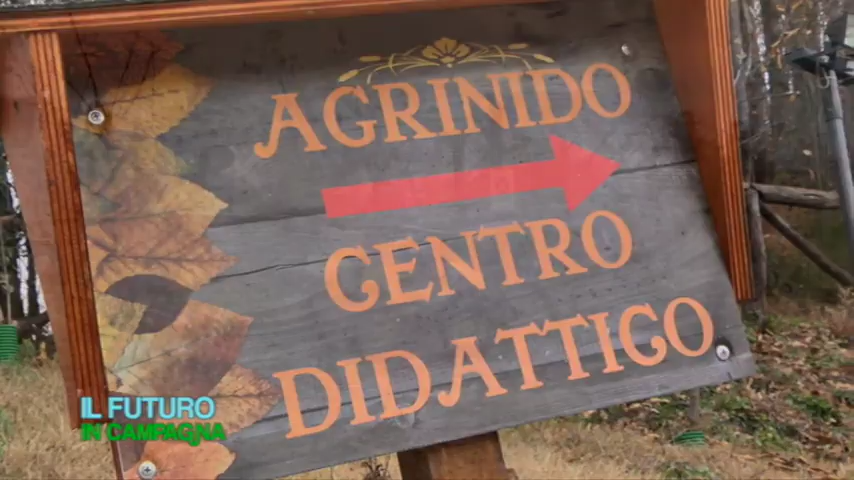 AGRINIDO
CENTRO
DIDATTICO
IL FUTURO
IN CAMPAGNA